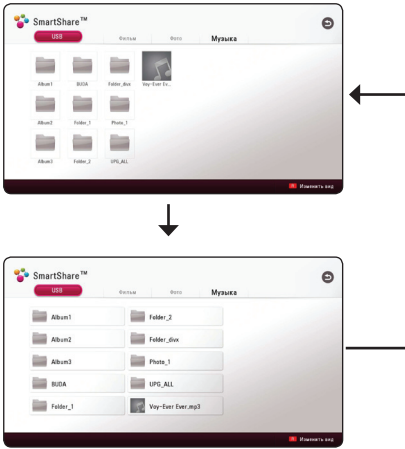 SmartShare™
USB Фильм Фото Музыка
Album1 BUDA Folder_divx Voy-Ever Ev..
Album2 Folder_1 Photo_1
Album3 Folder_2 UPG_ALL
Изменить вид
SmartShare™
USB Фильм Фото Музыка
Album1 Folder_2
Album2 Folder_divx
Album3 Photo_1
BUDA UPG_ALL
Folder_1 Voy-Ever Ever.mp3
Изменить вид